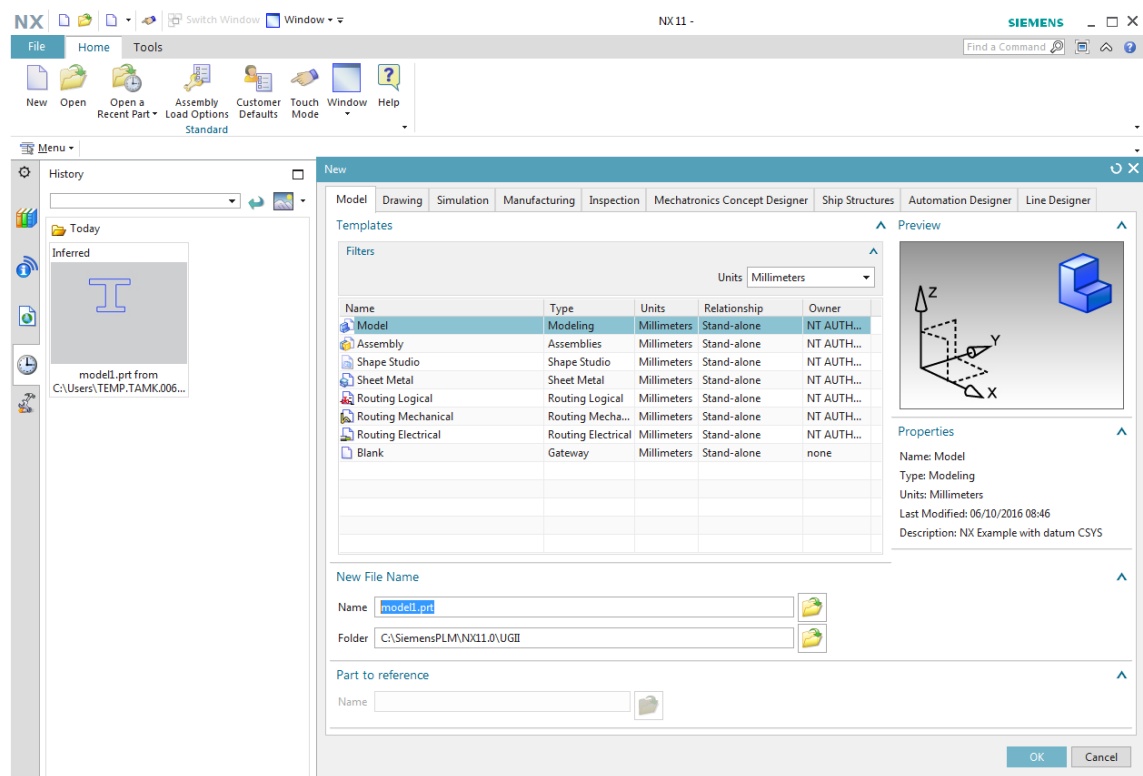 NX Switch Window Window NX 11 - SIEMENS
File Home Tools Find a Command
New Open Open a Recent Part Assembly Load Options Customer Defaults Touch Mode Window Help
Standard
Menu
History
Today
Inferred
model1.prt from
C:\Users\TEMP.TAMK.006...
New
Model Drawing Simulation Manufacturing Inspection Mechatronics Concept Designer Ship Structures Automation Designer Line Designer
Templates
Filters
Units Millimeters
Name Type Units Relationship Owner
Model Modeling Millimeters Stand-alone NT AUTH...
Assembly Assemblies Millimeters Stand-alone NT AUTH...
Shape Studio Shape Studio Millimeters Stand-alone NT AUTH...
Sheet Metal Sheet Metal Millimeters Stand-alone NT AUTH...
Routing Logical Routing Logical Millimeters Stand-alone NT AUTH...
Routing Mechanical Routing Mecha... Millimeters Stand-alone NT AUTH...
Routing Electrical Routing Electrical Millimeters Stand-alone NT AUTH...
Blank Gateway Millimeters Stand-alone none
Preview
Z
Y
X
Properties
Name: Model
Type: Modeling
Units: Millimeters
Last Modified: 06/10/2016 08:46
Description: NX Example with datum CSYS
New File Name
Name model1.prt
Folder C:\SiemensPLM\NX11.0\UGII
Part to reference
Name
OK Cancel